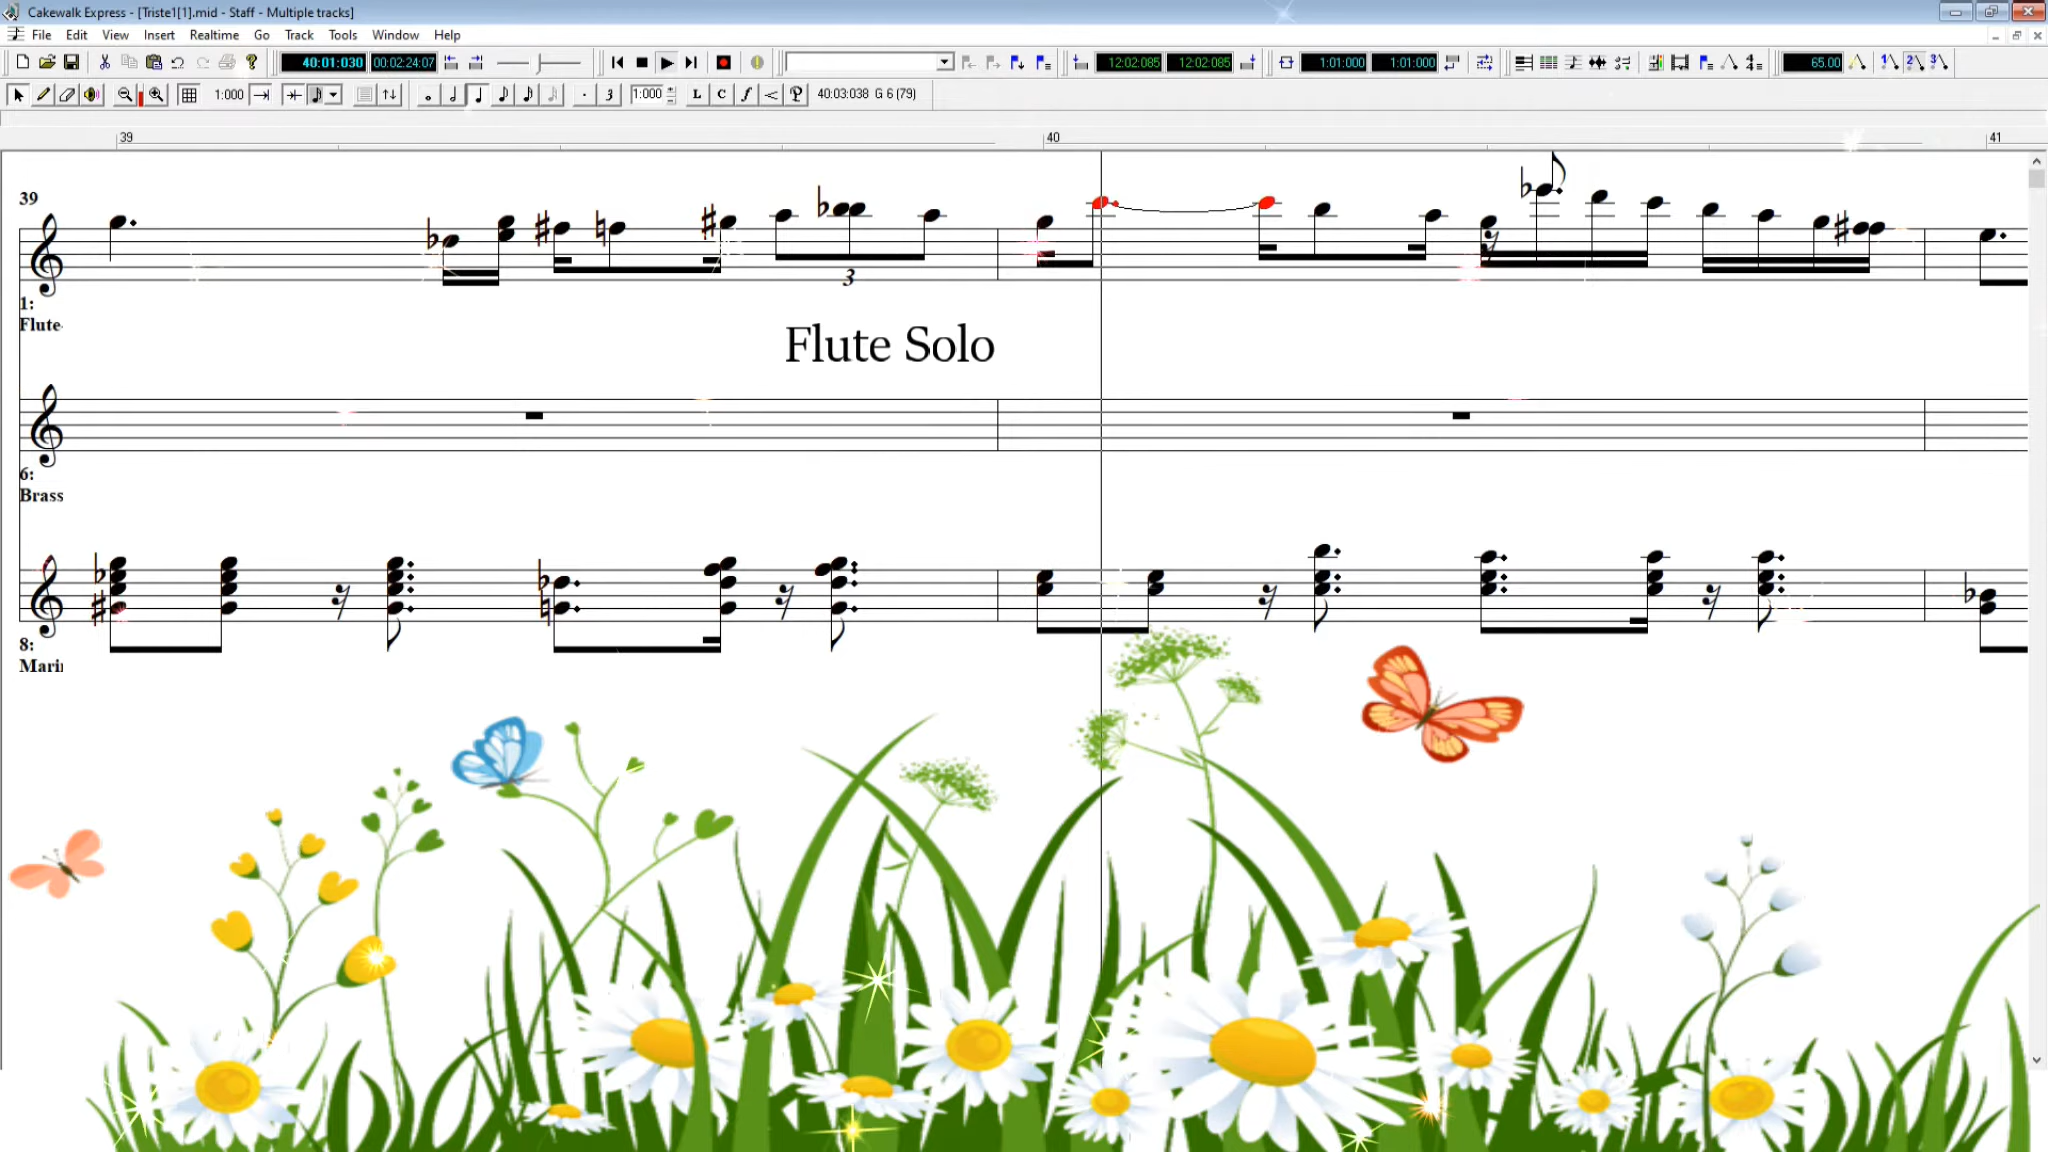 Cakewalk Express - [Triste1[1].mid - Staff - Multiple tracks]
File Edit View Insert Realtime Go Track Tools Window Help
40:01:030 00:02:24:07 12:02:085 12:02:085 1:01:000 1:01:000 65.00
1:000 3 1:000 L C f 40:03:038 G 6 (79)
39 40 41
39
3
1:
Flute
Flute Solo
6:
Brass
8:
Mari